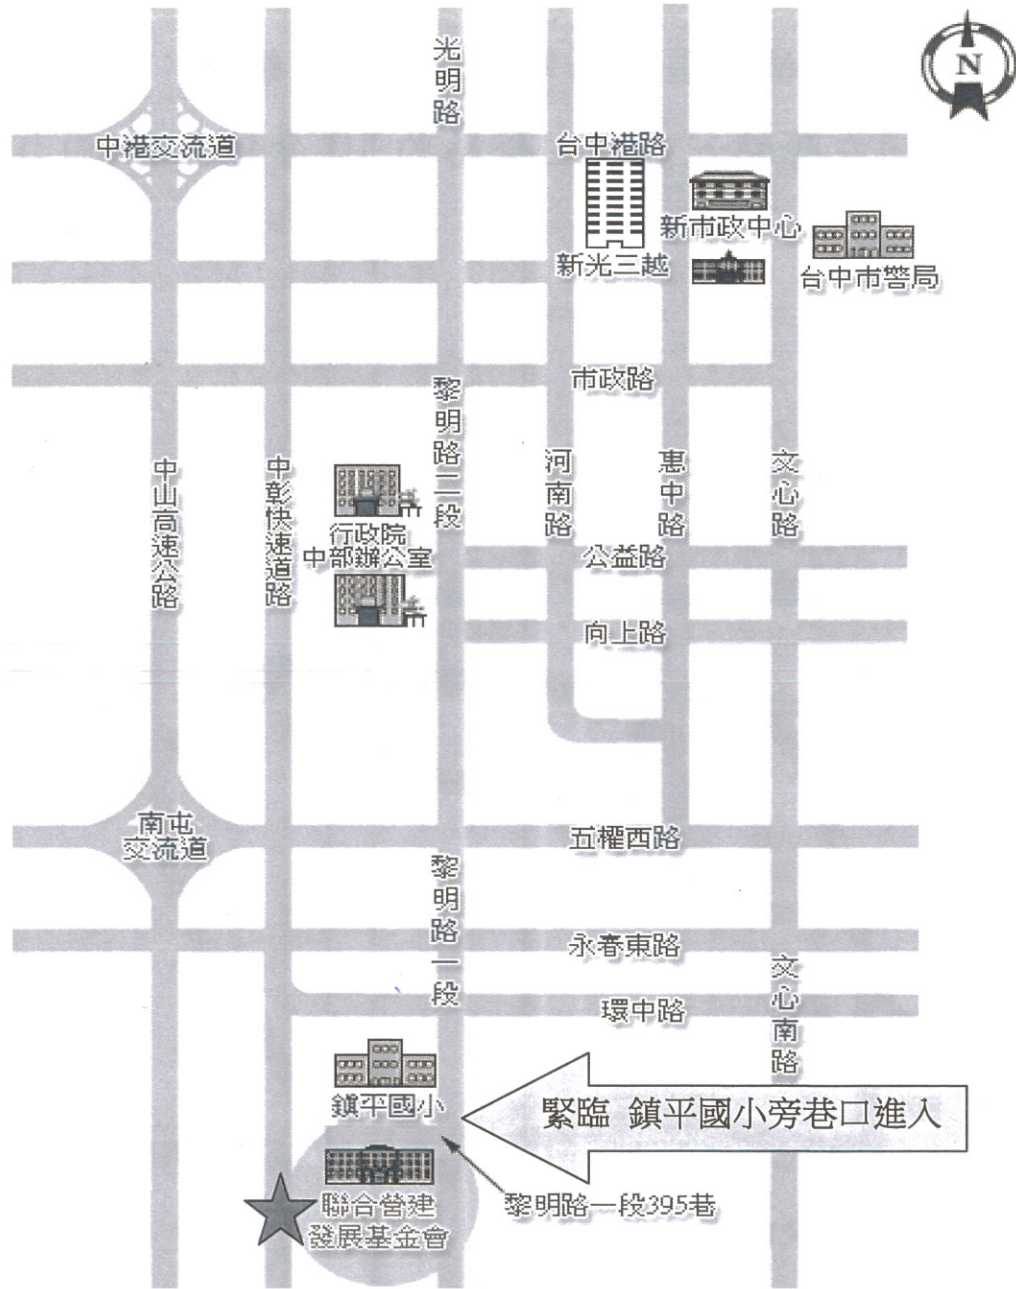 光明路
N
中港交流道
台中港路
新市政中心
新光三越
台中市警局
市政路
黎明路二段
中山高速公路
中彰快速道路
河南路
惠中路
文心路
行政院
中部辦公室
公益路
向上路
南屯
交流道
五權西路
黎明路一段
永春東路
文心南路
環中路
鎮平國小
緊臨 鎮平國小旁巷口進入
聯合營建
發展基金會
黎明路一段395巷